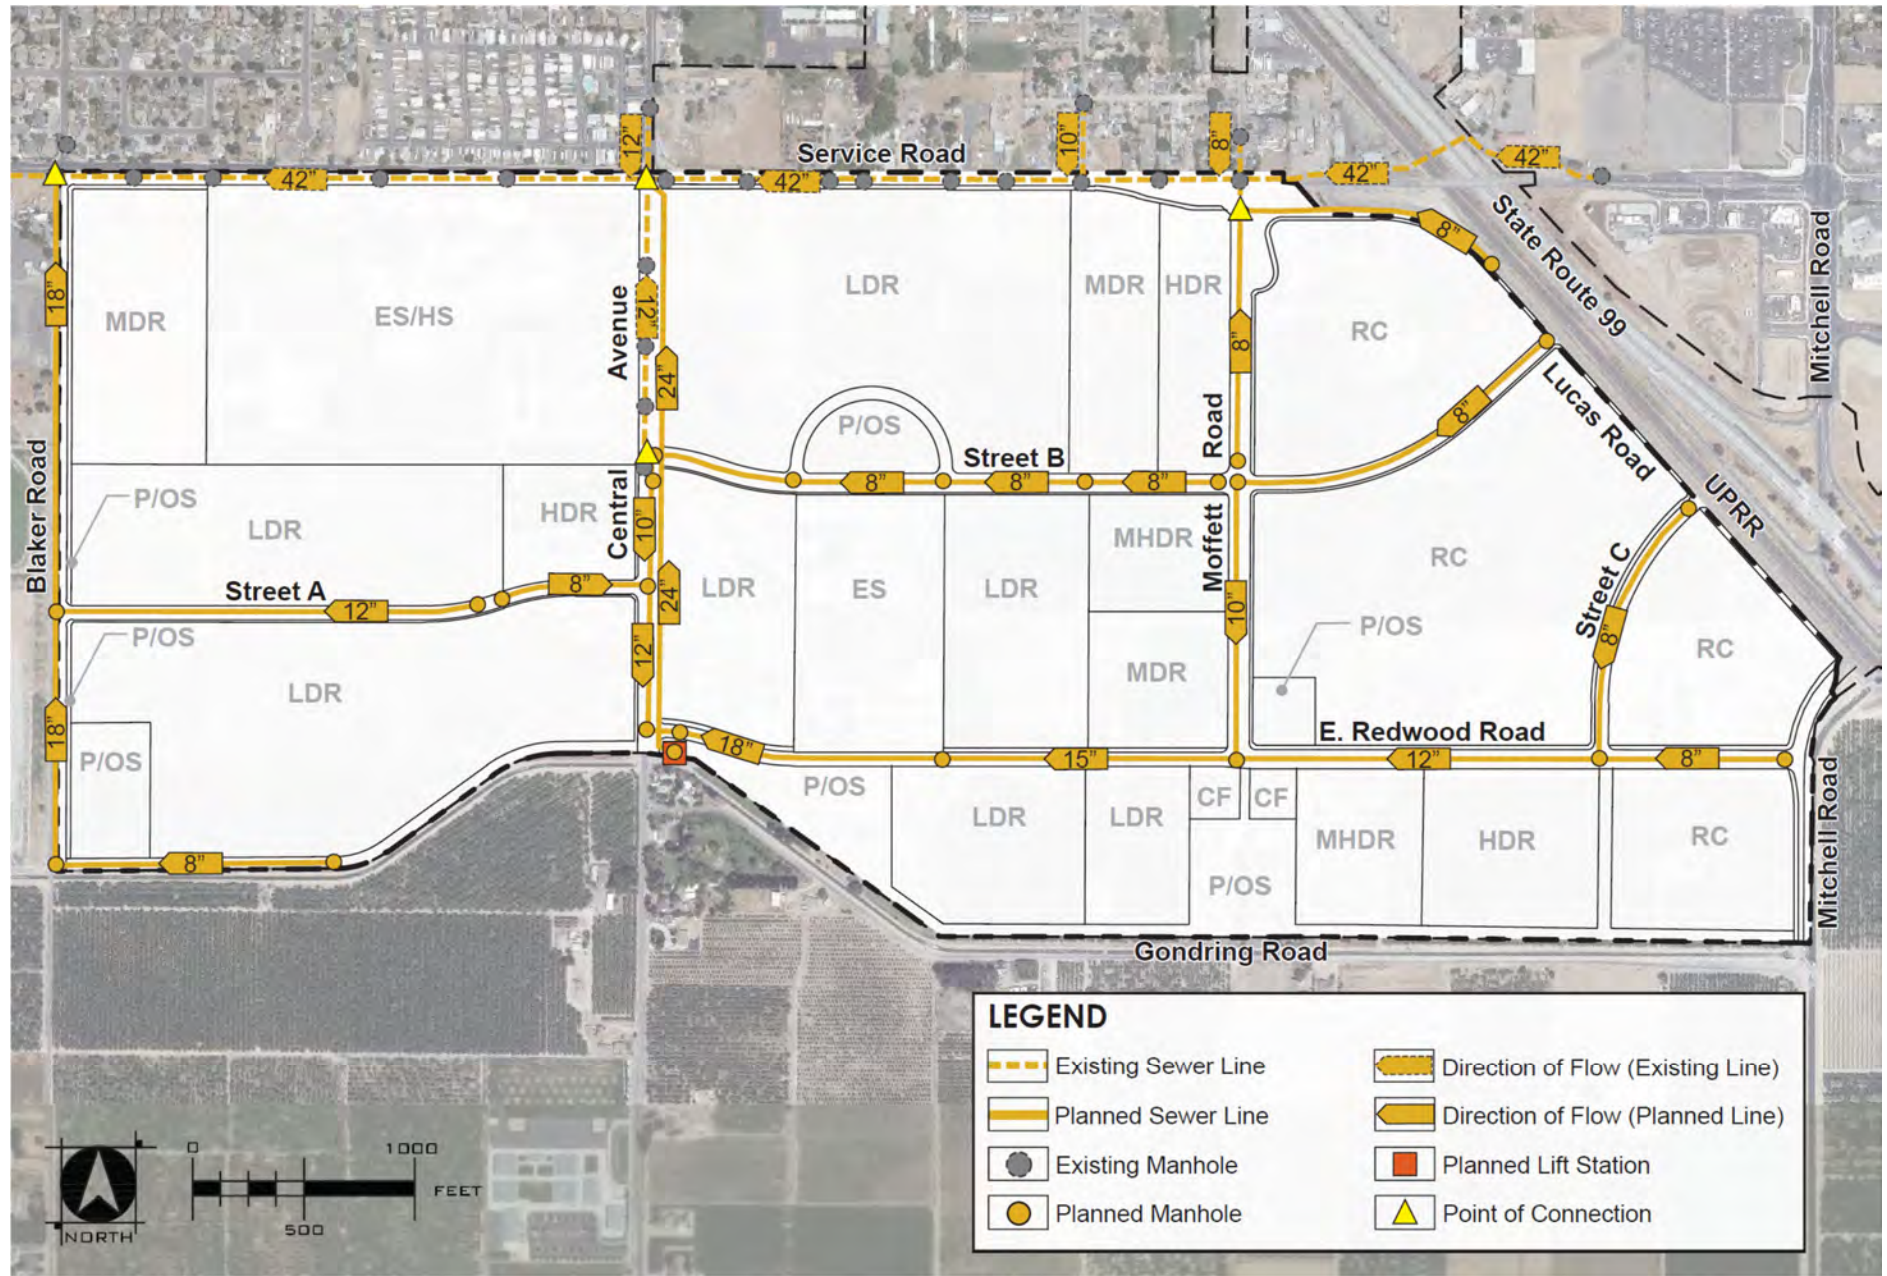 12"
10"
8"
Service Road
42"
42"
42"
42"
8"
State Route 99
Mitchell Road
18"
MDR
ES/HS
12"
Avenue
24"
LDR
MDR
HDR
8"
RC
P/OS
Road
8"
Lucas Road
Blaker Road
Street B
8"
8"
8"
UPRR
P/OS
LDR
HDR
Central
10"
MHDR
Moffett
RC
Street C
Street A
12"
8"
LDR
ES
LDR
24"
10"
8"
P/OS
P/OS
RC
LDR
12"
MDR
18"
P/OS
18"
15"
E. Redwood Road
12"
8"
P/OS
LDR
LDR
CF
CF
MHDR
HDR
RC
Mitchell Road
8"
P/OS
Gondring Road
LEGEND
Existing Sewer Line
Planned Sewer Line
Existing Manhole
Planned Manhole
Direction of Flow (Existing Line)
Direction of Flow (Planned Line)
Planned Lift Station
Point of Connection
NORTH
0
1000
500
FEET